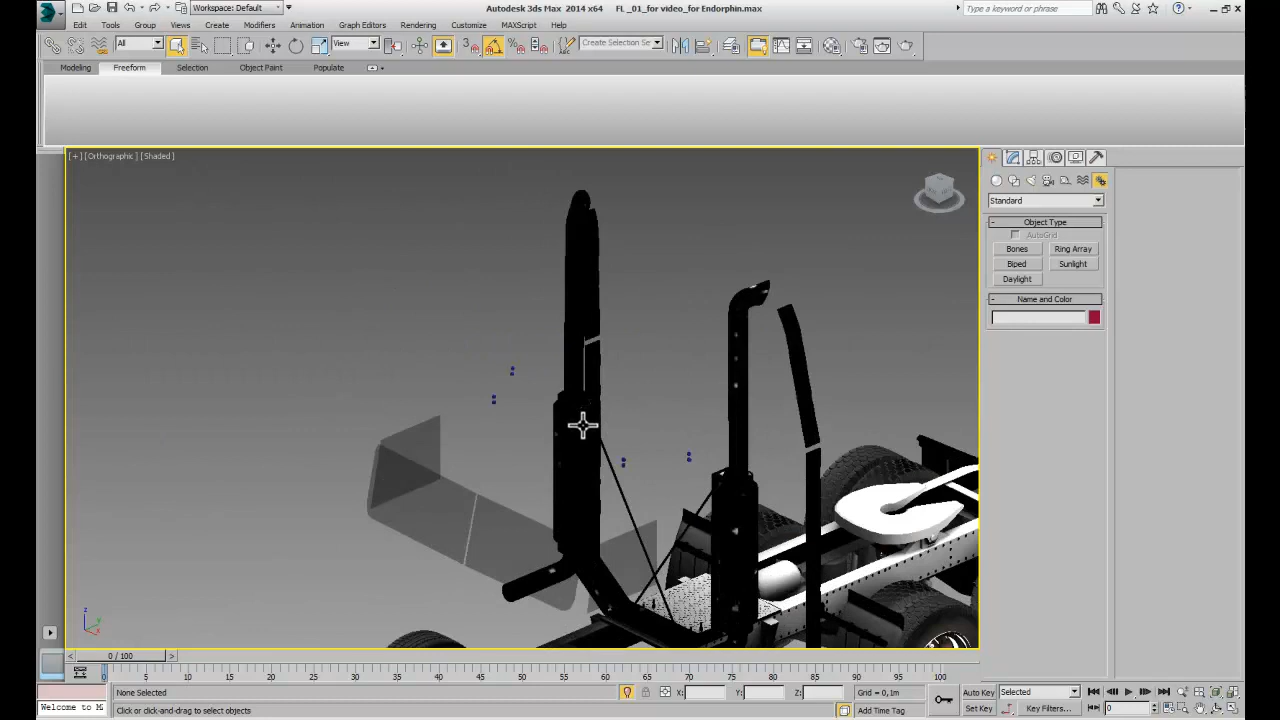 Workspace: Default
Autodesk 3ds Max 2014 x64 FL _01_for video_for Endorphin.max
Type a keyword or phrase
Edit Tools Group Views Create Modifiers Animation Graph Editors Rendering Customize MAXScript Help
All View Create Selection Se
Modeling Freeform Selection Object Paint Populate
[+] [Orthographic] [Shaded]
Standard
- Object Type
AutoGrid
Bones Ring Array
Biped Sunlight
Daylight
- Name and Color
z
0 / 100
0 5 10 15 20 25 30 35 40 45 50 55 60 65 70 75 80 85 90 95 100
None Selected X: Y: Z: Grid = 0,1m Auto Key Selected
Welcome to M Click or click-and-drag to select objects Add Time Tag Set Key Key Filters... 0